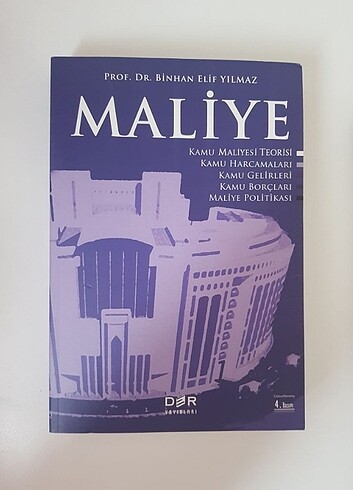 PROF. DR. BİNHAN ELİF YILMAZ
MALİYE
KAMU MALİYESİ TEORİSİ
KAMU HARCAMALARI
KAMU GELİRLERİ
KAMU BORÇLARI
MALİYE POLİTİKASI
DER
YAYINLARI
4. Basım